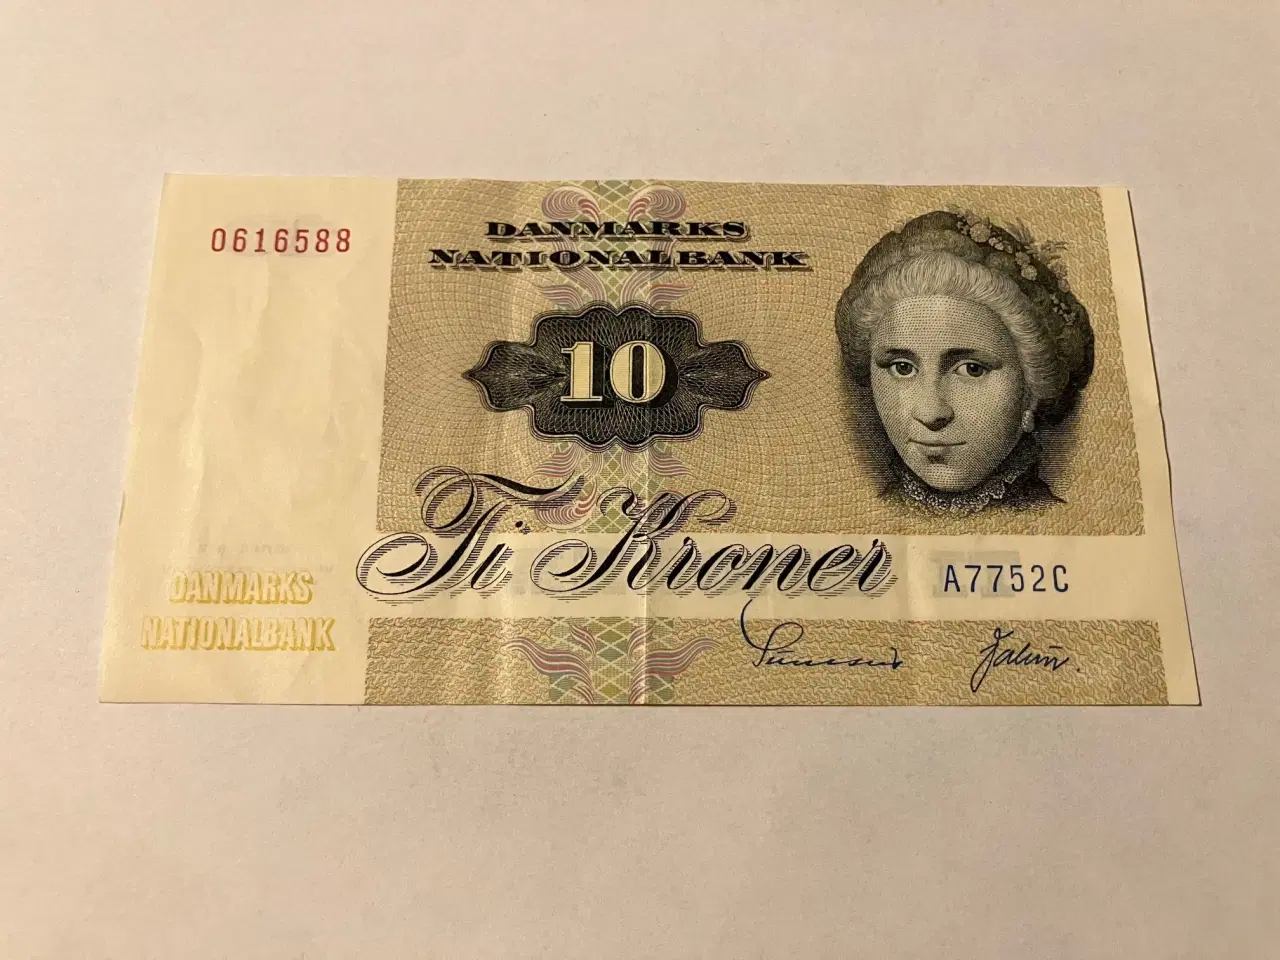 0616588
DANMARKS
NATIONALBANK
10
Ti Kroner
A7752C
DANMARKS
NATIONALBANK